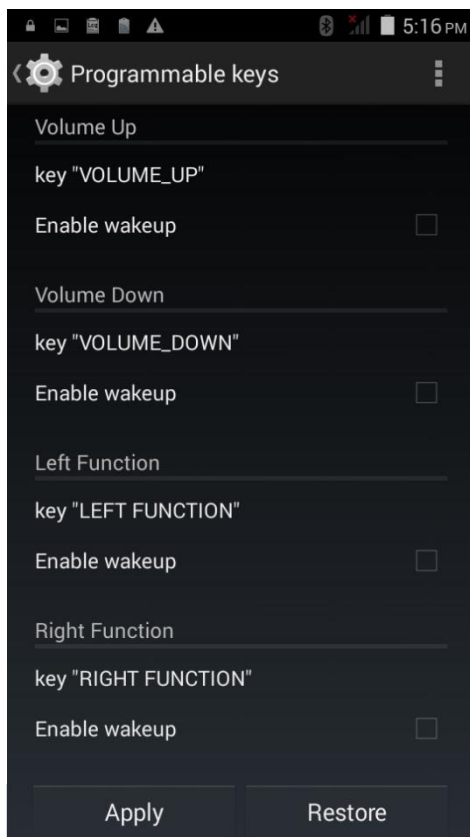 5:16 PM
Programmable keys
Volume Up
key "VOLUME_UP"
Enable wakeup
Volume Down
key "VOLUME_DOWN"
Enable wakeup
Left Function
key "LEFT FUNCTION"
Enable wakeup
Right Function
key "RIGHT FUNCTION"
Enable wakeup
Apply Restore